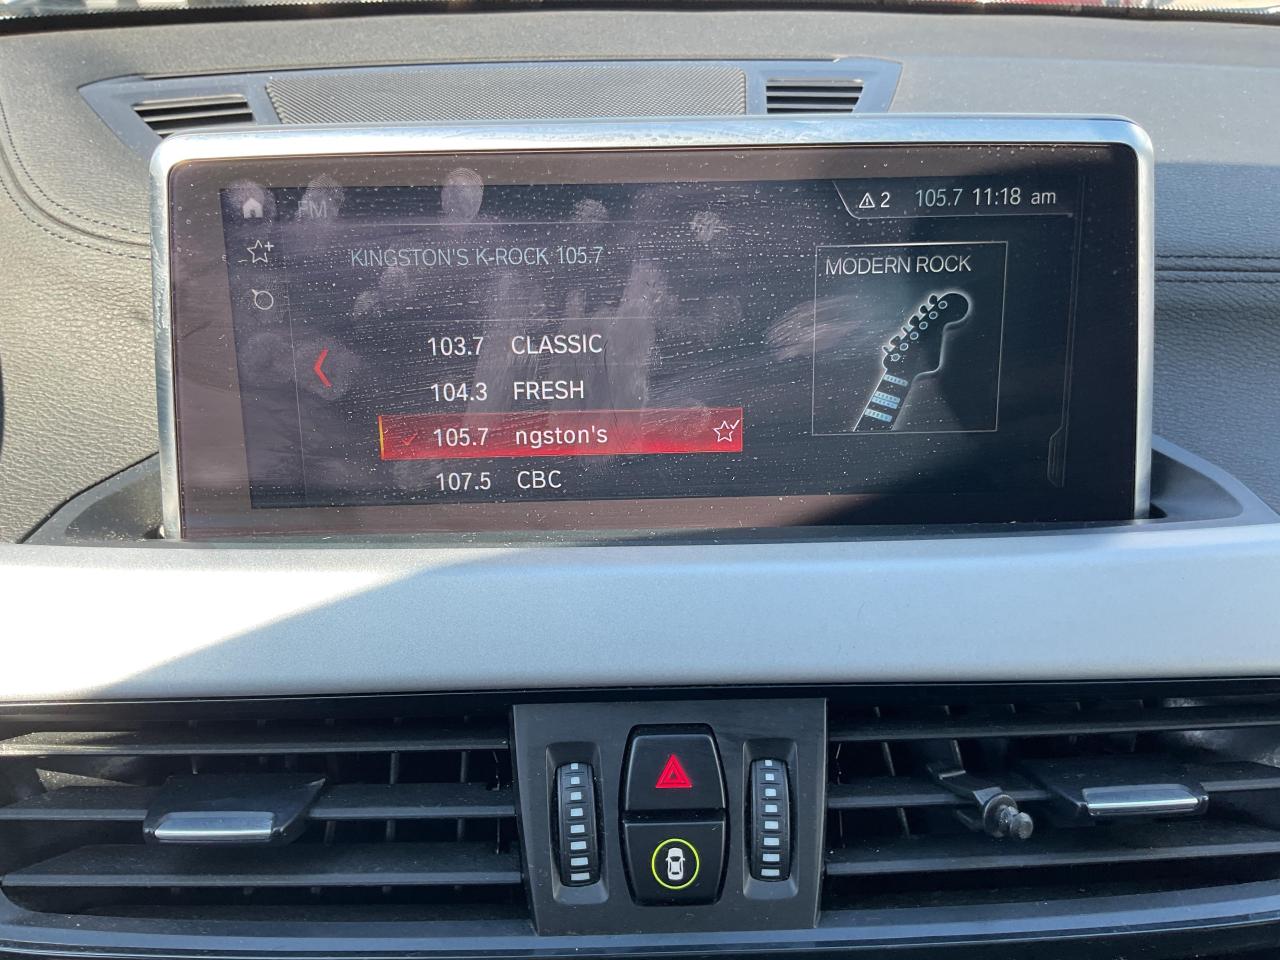 FM
2 105.7 11:18 am
KINGSTON'S K-ROCK 105.7
MODERN ROCK
103.7 CLASSIC
104.3 FRESH
105.7 ngston's
107.5 CBC